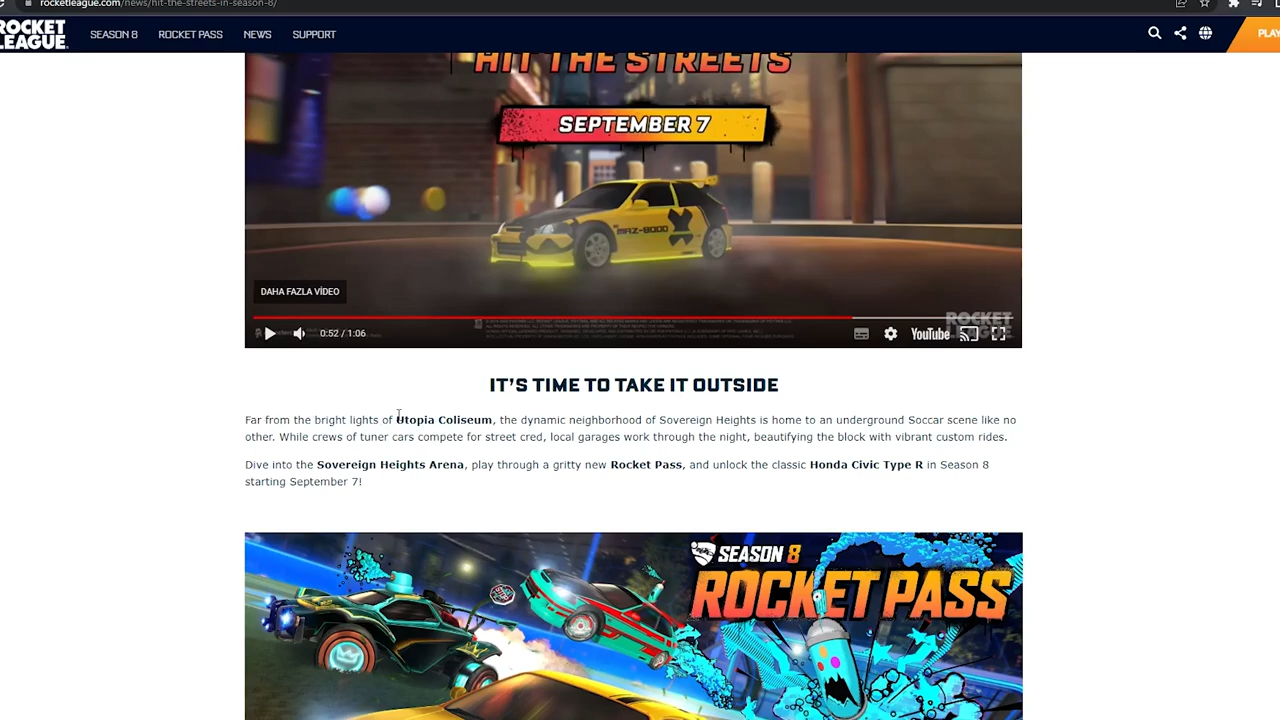 rocketleague.com/news/hit-the-streets-in-season-8/
ROCKET LEAGUE
SEASON 8 ROCKET PASS NEWS SUPPORT
PLAY
HIT THE STREETS
SEPTEMBER 7
MRZ-8000
DAHA FAZLA VİDEO
0:52 / 1:06
YouTube
ROCKET LEAGUE
IT'S TIME TO TAKE IT OUTSIDE
Far from the bright lights of Utopia Coliseum, the dynamic neighborhood of Sovereign Heights is home to an underground Soccar scene like no
other. While crews of tuner cars compete for street cred, local garages work through the night, beautifying the block with vibrant custom rides.
Dive into the Sovereign Heights Arena, play through a gritty new Rocket Pass, and unlock the classic Honda Civic Type R in Season 8
starting September 7!
SEASON 8
ROCKET PASS